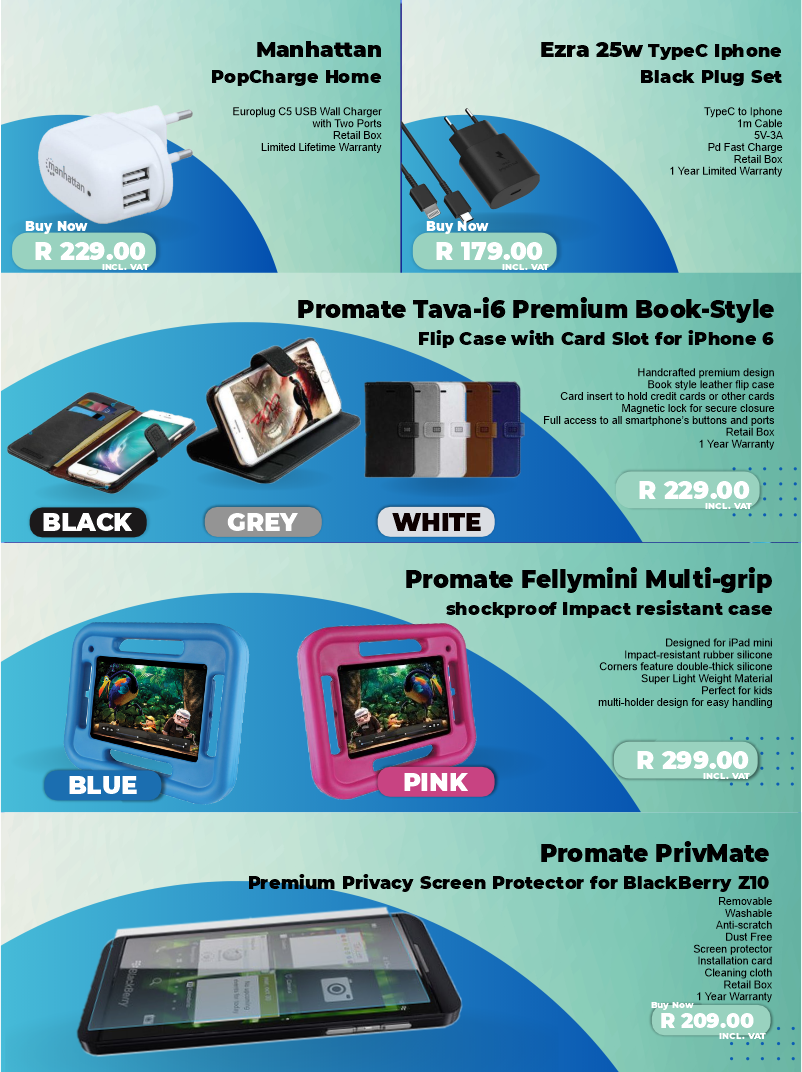 Manhattan
PopCharge Home
Europlug C5 USB Wall Charger
with Two Ports
Retail Box
Limited Lifetime Warranty
manhattan
Buy Now
R 229.00
INCL. VAT
Ezra 25w TypeC Iphone
Black Plug Set
TypeC to Iphone
1m Cable
5V-3A
Pd Fast Charge
Retail Box
1 Year Limited Warranty
Buy Now
R 179.00
INCL. VAT
Promate Tava-i6 Premium Book-Style
Flip Case with Card Slot for iPhone 6
Handcrafted premium design
Book style leather flip case
Card insert to hold credit cards or other cards
Magnetic lock for secure closure
Full access to all smartphone's buttons and ports
Retail Box
1 Year Warranty
R 229.00
INCL. VAT
BLACK
GREY
WHITE
Promate Fellymini Multi-grip
shockproof Impact resistant case
Designed for iPad mini
Impact-resistant rubber silicone
Corners feature double-thick silicone
Super Light Weight Material
Perfect for kids
multi-holder design for easy handling
R 299.00
INCL. VAT
BLUE
PINK
Promate PrivMate
Premium Privacy Screen Protector for BlackBerry Z10
Removable
Washable
Anti-scratch
Dust Free
Screen protector
Installation card
Cleaning cloth
Retail Box
1 Year Warranty
Buy Now
R 209.00
INCL. VAT
BlackBerry